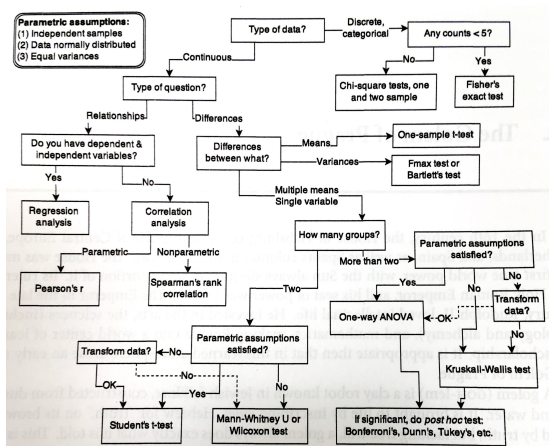 Parametric assumptions:
(1) Independent samples
(2) Data normally distributed
(3) Equal variances
Type of data?
Discrete,
categorical
Any counts < 5?
Continuous
No
Yes
Type of question?
Chi-square tests, one
and two sample
Fisher's
exact test
Relationships
Differences
Do you have dependent &
independent variables?
Differences
between what?
Means
One-sample t-test
Variances
Fmax test or
Bartlett's test
Yes
No
Multiple means
Single variable
Regression
analysis
Correlation
analysis
How many groups?
Parametric assumptions
satisfied?
More than two
Parametric
Nonparametric
Yes
No
Pearson's r
Spearman's rank
correlation
Two
No
Transform
data?
One-way ANOVA
OK
Parametric assumptions
satisfied?
Kruskal-Wallis test
Transform data?
No
No
OK
Yes
No
Student's t-test
Mann-Whitney U or
Wilcoxon test
If significant, do post hoc test:
Bonferroni's, Dunn's, Tukey's, etc.